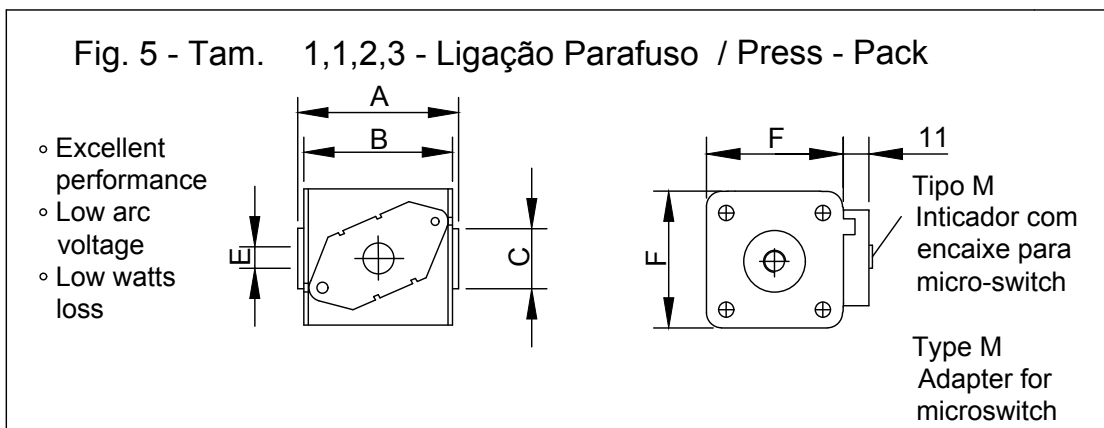 Fig. 5 - Tam. 1,1,2,3 - Ligação Parafuso / Press - Pack
A
B
E
C
◦ Excellent
performance
◦ Low arc
voltage
◦ Low watts
loss
F
11
F
Tipo M
Inticador com
encaixe para
micro-switch
Type M
Adapter for
microswitch